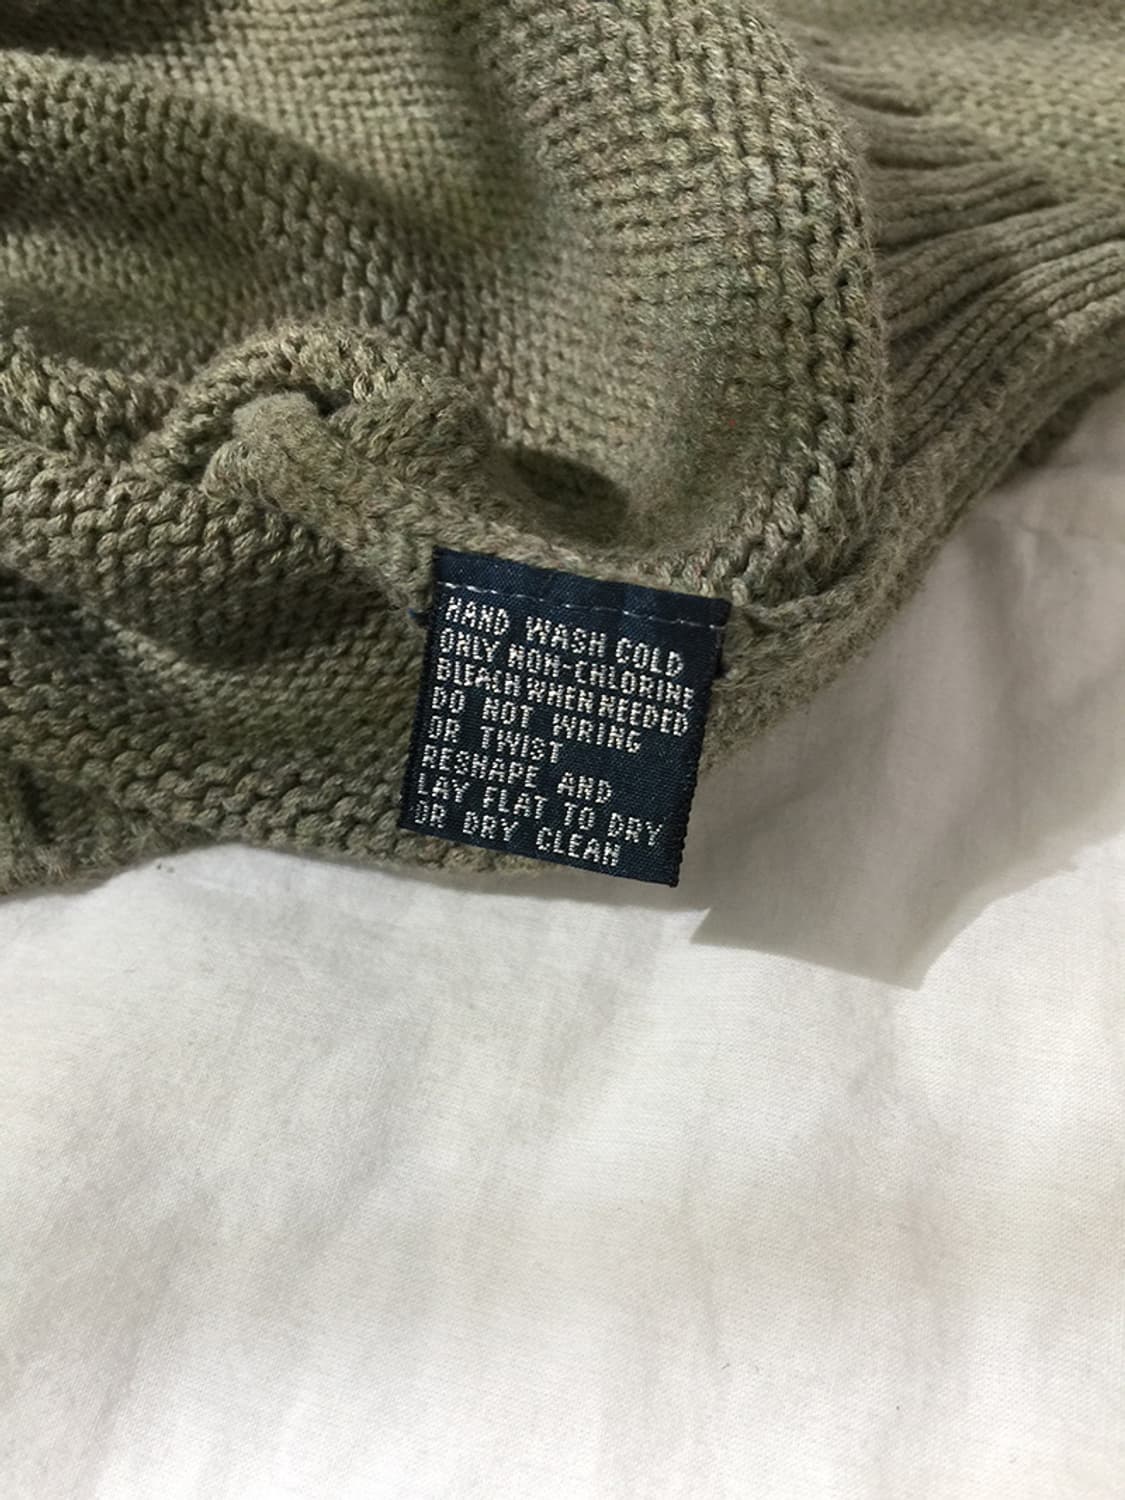 HAND WASH COLD
ONLY NON-CHLORINE
BLEACH WHEN NEEDED
DO NOT WRING
OR TWIST
RESHAPE AND
LAY FLAT TO DRY
OR DRY CLEAN